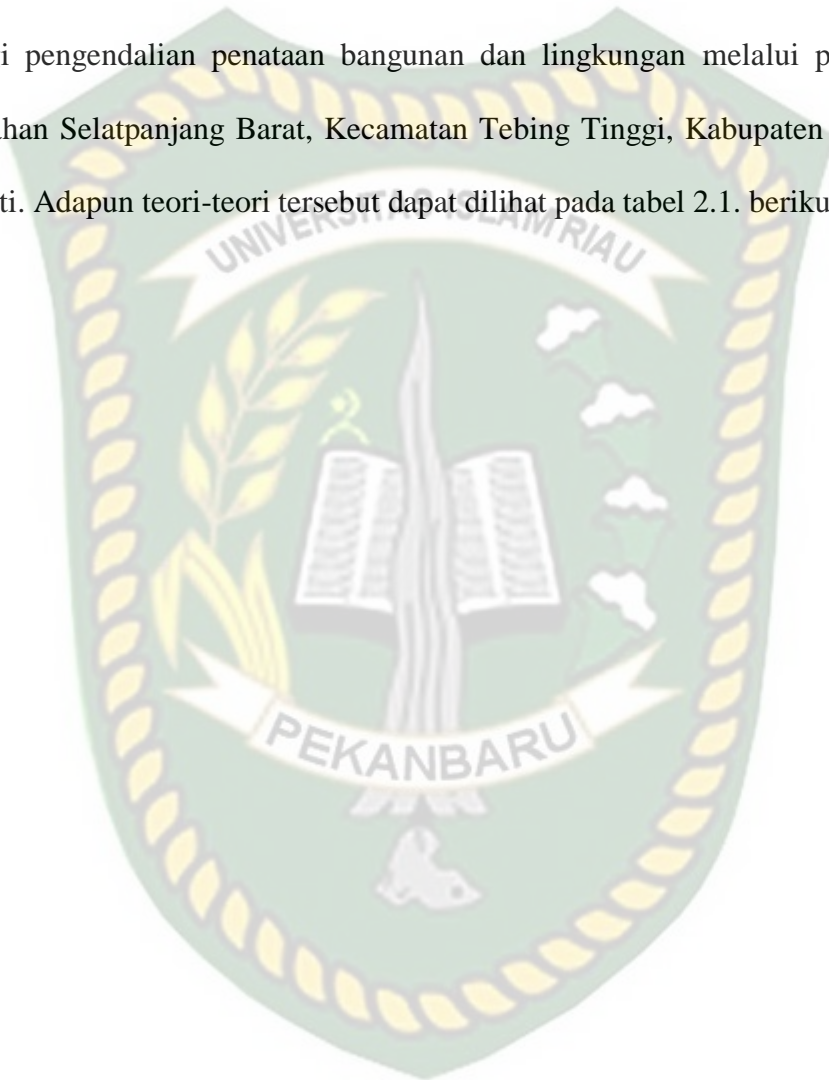 i pengendalian penataan bangunan dan lingkungan melalui p
ahan Selatpanjang Barat, Kecamatan Tebing Tinggi, Kabupaten
ti. Adapun teori-teori tersebut dapat dilihat pada tabel 2.1. beriku
UNIVERSITAS ISLAM RIAU
PEKANBARU